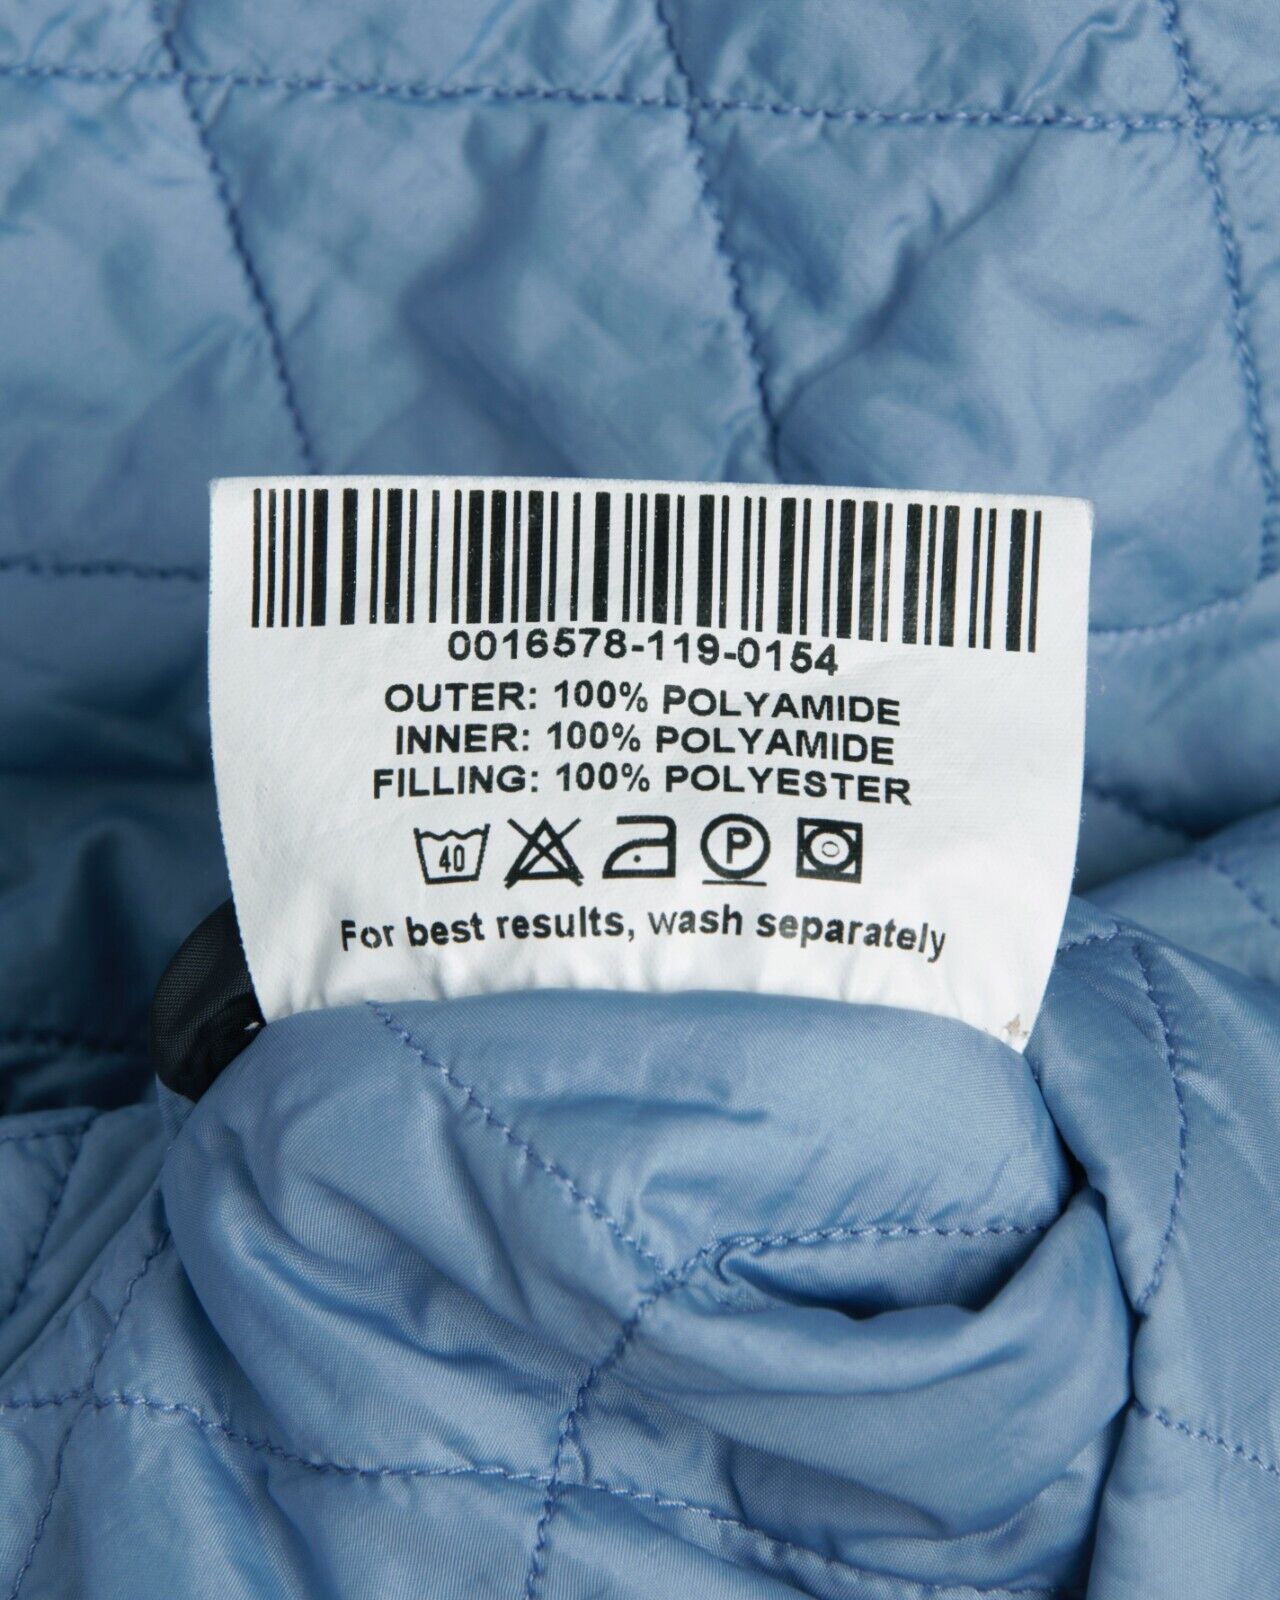 0016578-119-0154
OUTER: 100% POLYAMIDE
INNER: 100% POLYAMIDE
FILLING: 100% POLYESTER
40 P
For best results, wash separately